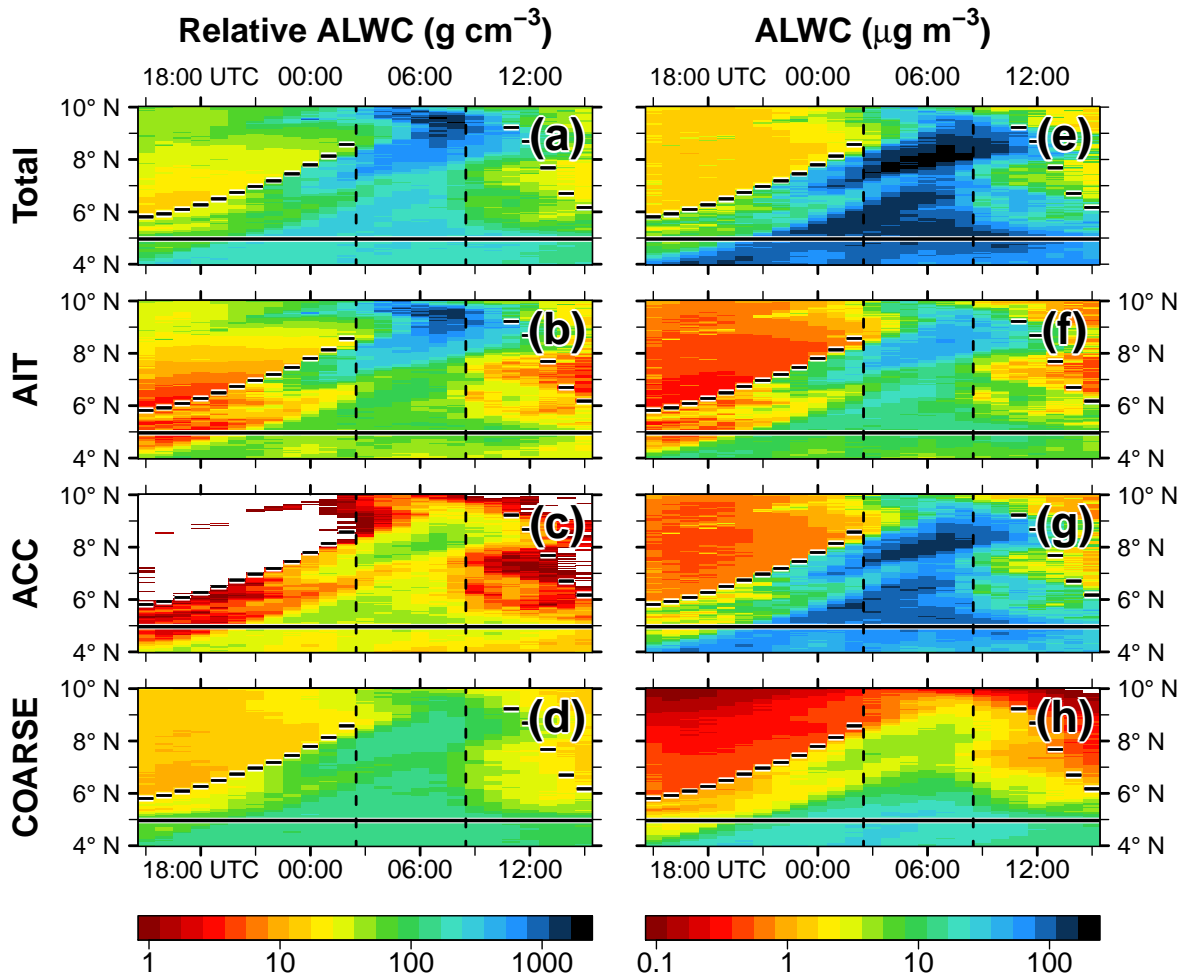 Relative ALWC (g cm⁻³) ALWC (μg m⁻³)
18:00 UTC 00:00 06:00 12:00 18:00 UTC 00:00 06:00 12:00
Total
10° N
8° N
6° N
4° N
(a)
10° N
8° N
6° N
4° N
(e)
AIT
10° N
8° N
6° N
4° N
(b)
(f)
10° N
8° N
6° N
4° N
ACC
10° N
8° N
6° N
4° N
(c)
(g)
10° N
8° N
6° N
4° N
COARSE
10° N
8° N
6° N
4° N
(d)
(h)
10° N
8° N
6° N
4° N
18:00 UTC 00:00 06:00 12:00 18:00 UTC 00:00 06:00 12:00
1 10 100 1000 0.1 1 10 100